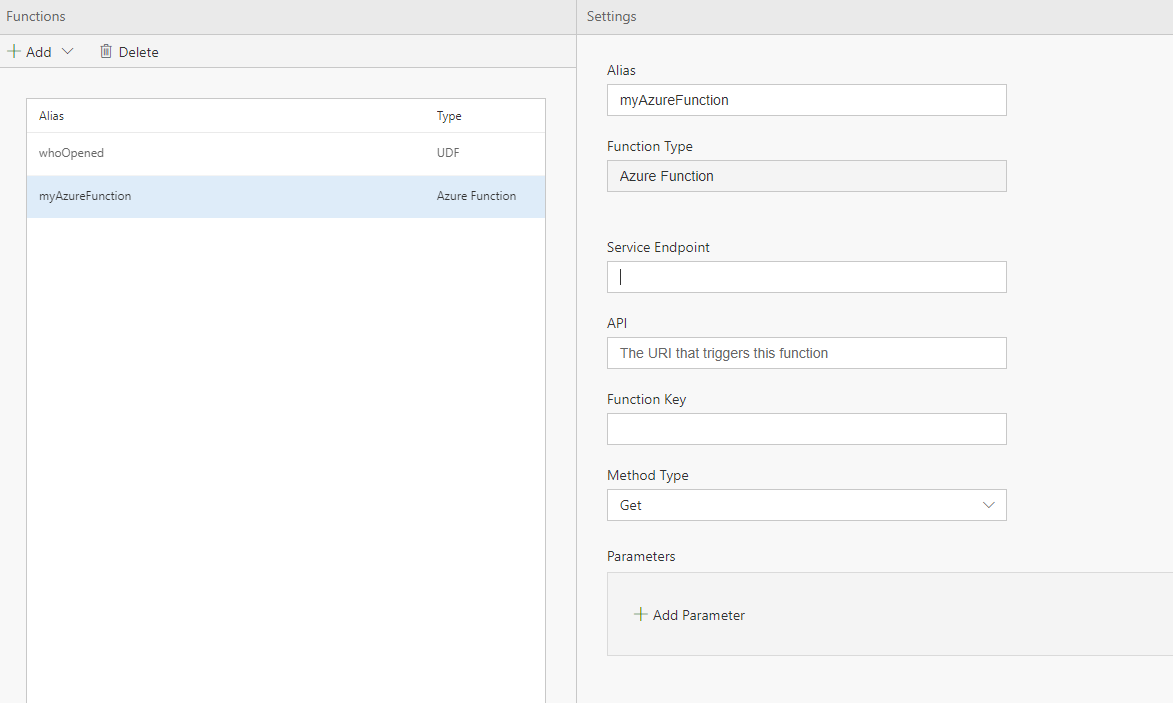 Functions
Add
Delete
Alias
Type
whoOpened
UDF
myAzureFunction
Azure Function
Settings
Alias
myAzureFunction
Function Type
Azure Function
Service Endpoint
API
The URI that triggers this function
Function Key
Method Type
Get
Parameters
Add Parameter